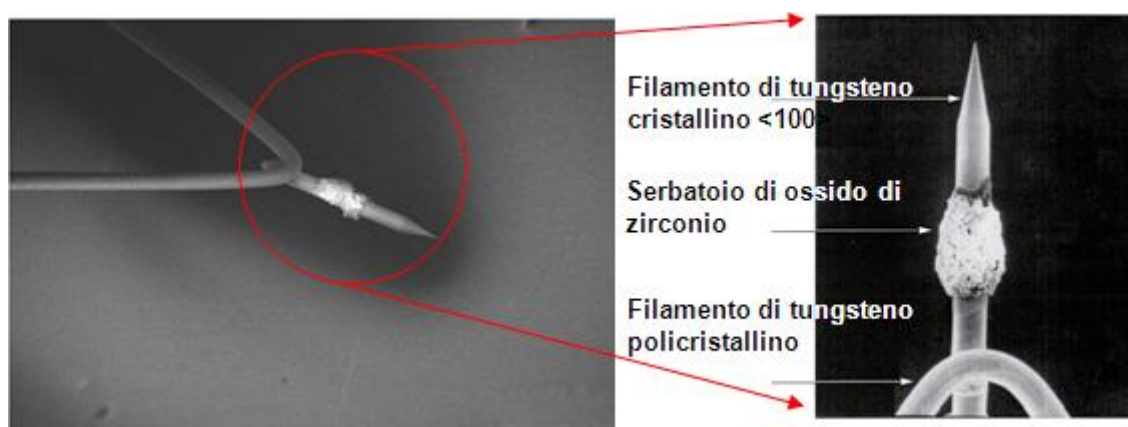 Filamento di tungsteno
cristallino <100>
Serbatoio di ossido di
zirconio
Filamento di tungsteno
policristallino